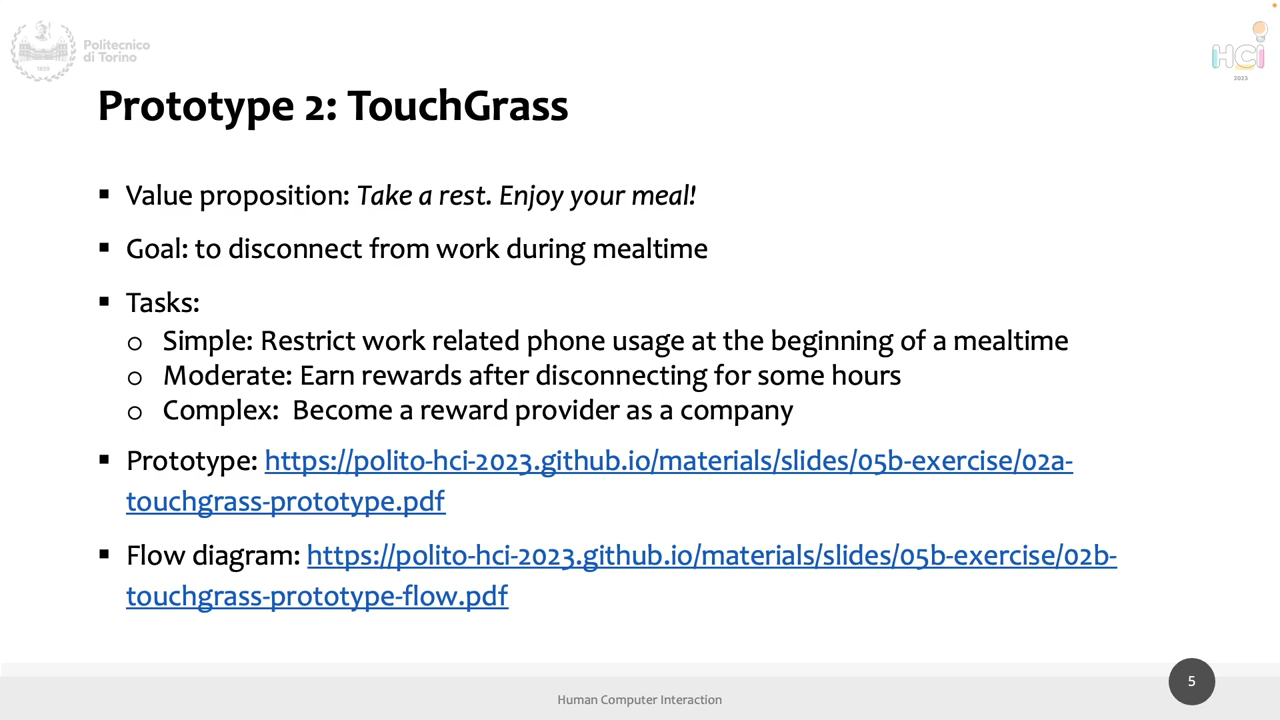 Politecnico
di Torino
1859
HCI
2023
Prototype 2: TouchGrass
▪ Value proposition: Take a rest. Enjoy your meal!
▪ Goal: to disconnect from work during mealtime
▪ Tasks:
o Simple: Restrict work related phone usage at the beginning of a mealtime
o Moderate: Earn rewards after disconnecting for some hours
o Complex: Become a reward provider as a company
▪ Prototype: https://polito-hci-2023.github.io/materials/slides/05b-exercise/02a-
touchgrass-prototype.pdf
▪ Flow diagram: https://polito-hci-2023.github.io/materials/slides/05b-exercise/02b-
touchgrass-prototype-flow.pdf
Human Computer Interaction
5